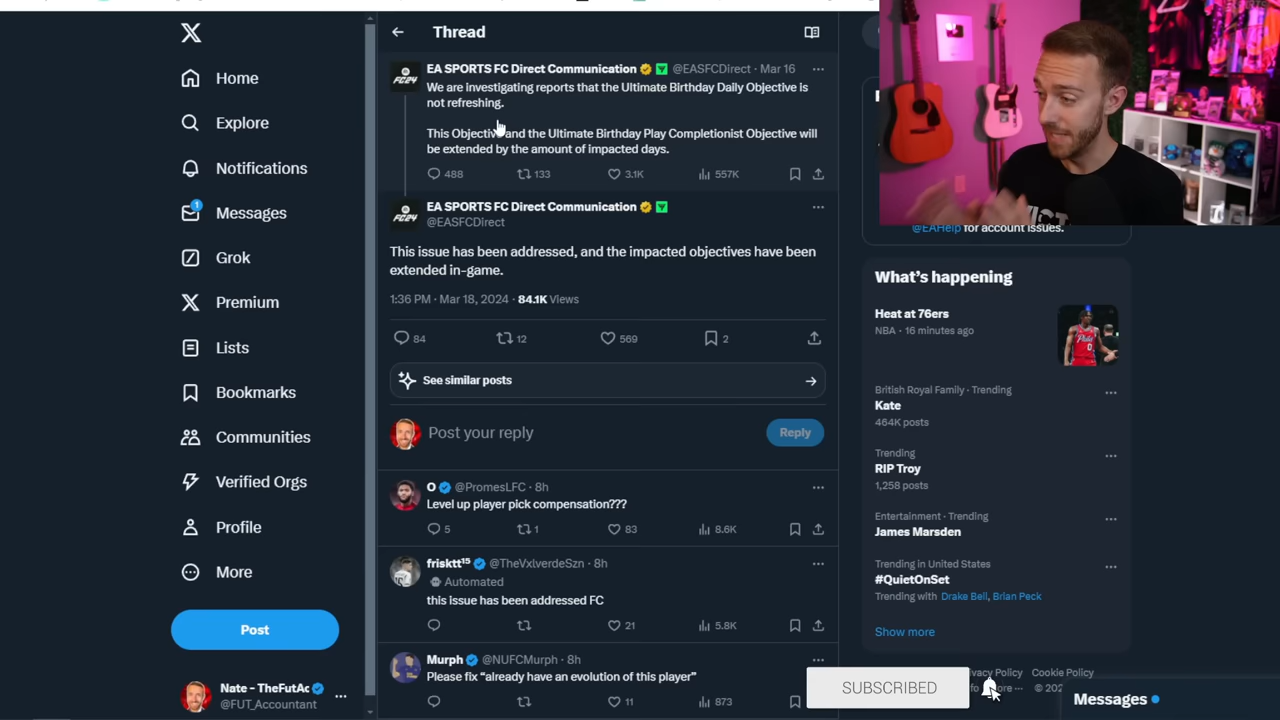 Thread
Home
Explore
Notifications
1
Messages
Grok
Premium
Lists
Bookmarks
Communities
Verified Orgs
Profile
More
Post
Nate - TheFutAc
@FUT_Accountant
FC24
EA SPORTS FC Direct Communication @EASFCDirect · Mar 16
We are investigating reports that the Ultimate Birthday Daily Objective is
not refreshing.
This Objective and the Ultimate Birthday Play Completionist Objective will
be extended by the amount of impacted days.
488 133 3.1K 557K
FC24
EA SPORTS FC Direct Communication
@EASFCDirect
This issue has been addressed, and the impacted objectives have been
extended in-game.
1:36 PM · Mar 18, 2024 · 84.1K Views
84 12 569 2
See similar posts
Post your reply
Reply
O @PromesLFC · 8h
Level up player pick compensation???
5 1 83 8.6K
frisktt¹⁵ @TheVxlverdeSzn · 8h
Automated
this issue has been addressed FC
21 5.8K
Murph @NUFCMurph · 8h
Please fix “already have an evolution of this player”
11 873
@EAHelp for account issues.
What’s happening
Heat at 76ers
NBA · 16 minutes ago
British Royal Family · Trending
Kate
464K posts
Trending
RIP Troy
1,258 posts
Entertainment · Trending
James Marsden
Trending in United States
#QuietOnSet
Trending with Drake Bell, Brian Peck
Show more
ivacy Policy Cookie Policy
SUBSCRIBED
Messages